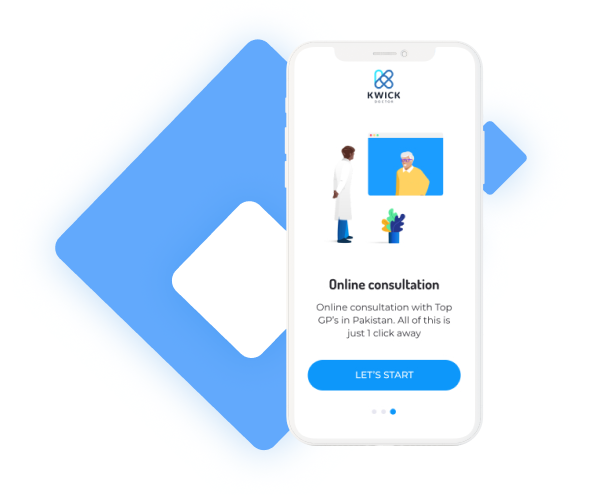 KWICK
DOCTOR
Online consultation
Online consultation with Top
GP's in Pakistan. All of this is
just 1 click away
LET'S START